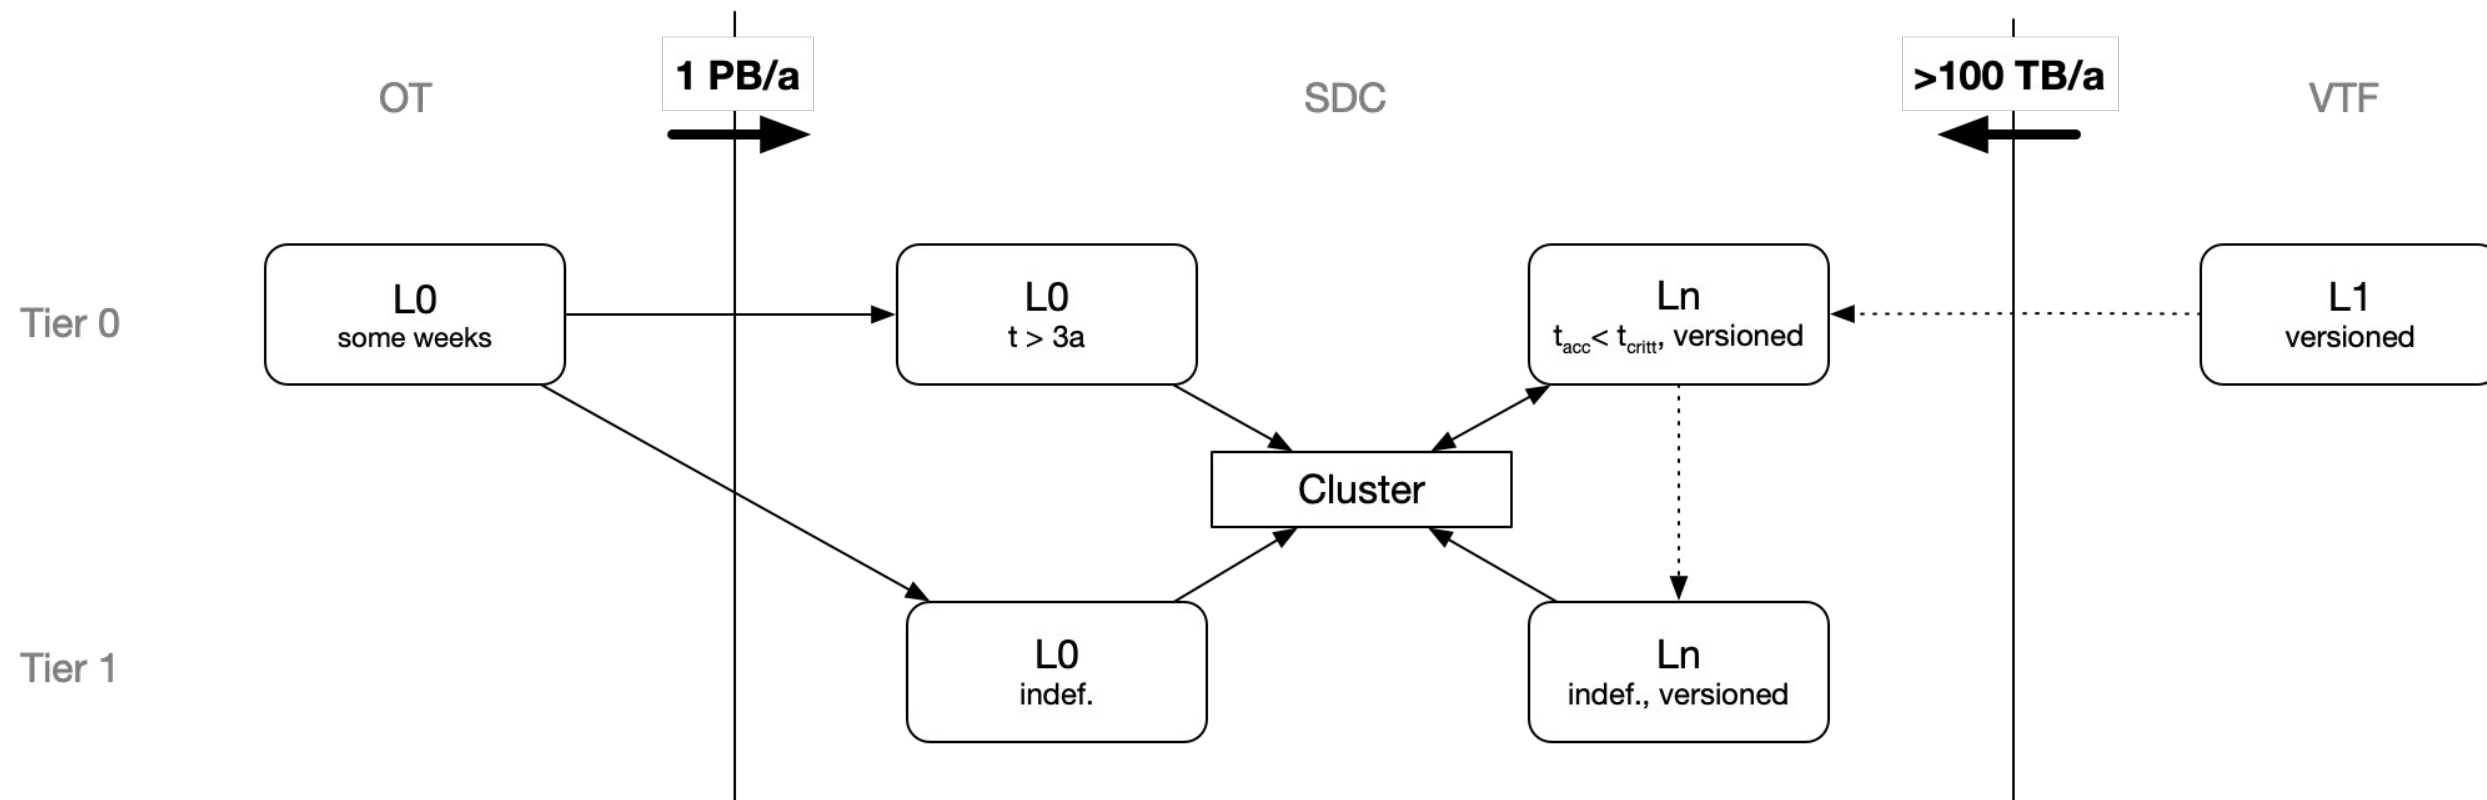 OT
1 PB/a
SDC
>100 TB/a
VTF
Tier 0
L0
some weeks
L0
t > 3a
Ln
tacc< tcritt, versioned
L1
versioned
Cluster
Tier 1
L0
indef.
Ln
indef., versioned